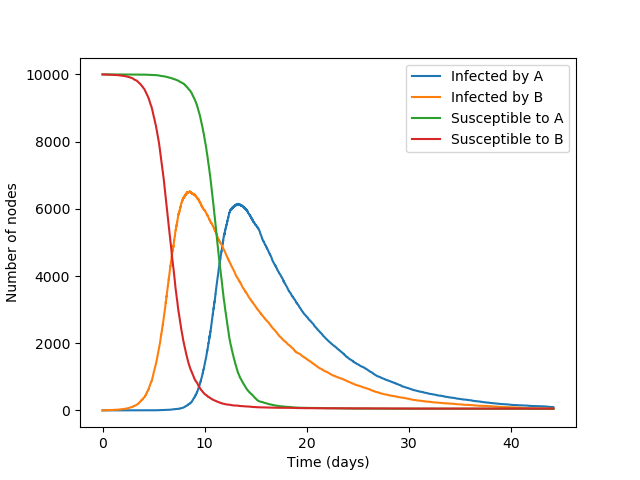 Infected by A
Infected by B
Susceptible to A
Susceptible to B
Number of nodes
10000
8000
6000
4000
2000
0
0 10 20 30 40
Time (days)